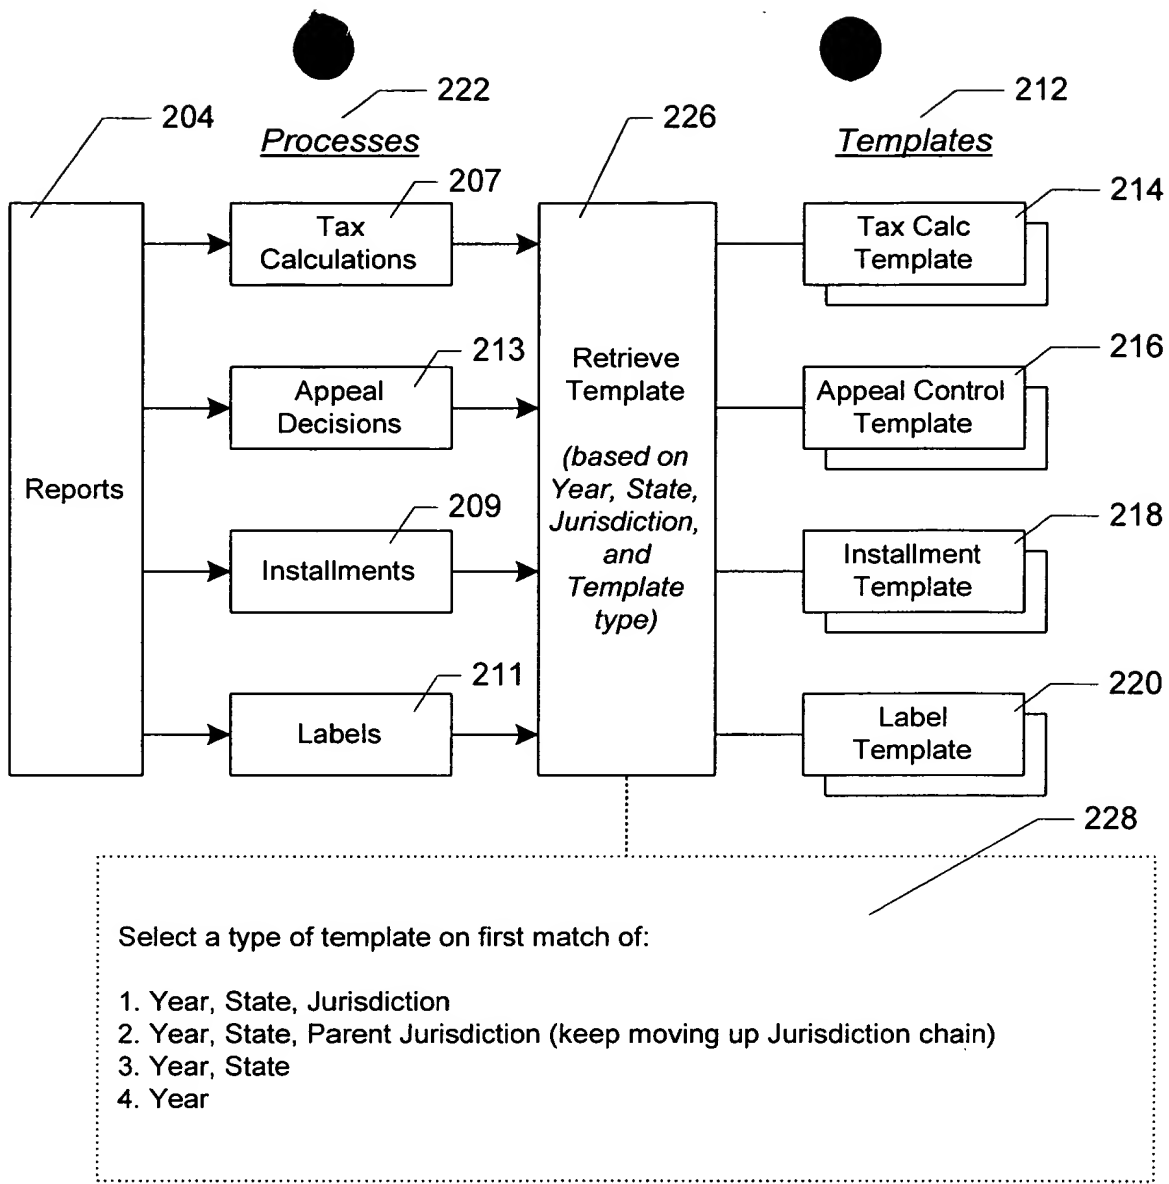 222
212
204
Processes
226
Templates
207
214
Tax
Calculations
Tax Calc
Template
213
216
Appeal
Decisions
Retrieve
Template
Appeal Control
Template
Reports
(based on
Year, State,
Jurisdiction,
and
Template
type)
209
218
Installments
Installment
Template
211
220
Labels
Label
Template
228
Select a type of template on first match of:
1. Year, State, Jurisdiction
2. Year, State, Parent Jurisdiction (keep moving up Jurisdiction chain)
3. Year, State
4. Year